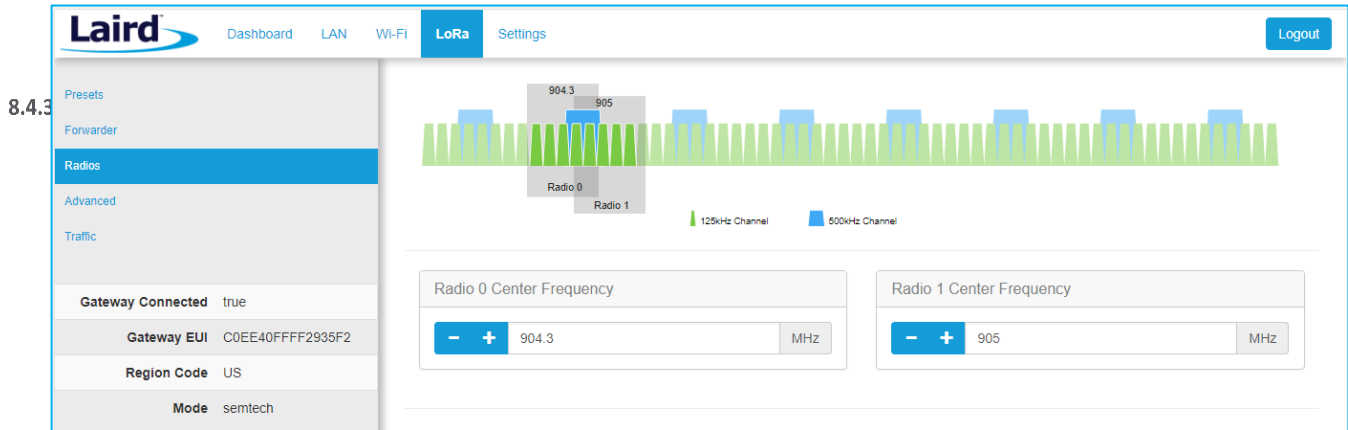 Laird
Dashboard LAN Wi-Fi LoRa Settings Logout
8.4.3
Presets
Forwarder
Radios
Advanced
Traffic
Gateway Connected true
Gateway EUI C0EE40FFFF2935F2
Region Code US
Mode semtech
904.3
905
Radio 0
Radio 1
125kHz Channel 500kHz Channel
Radio 0 Center Frequency Radio 1 Center Frequency
− + 904.3 MHz − + 905 MHz